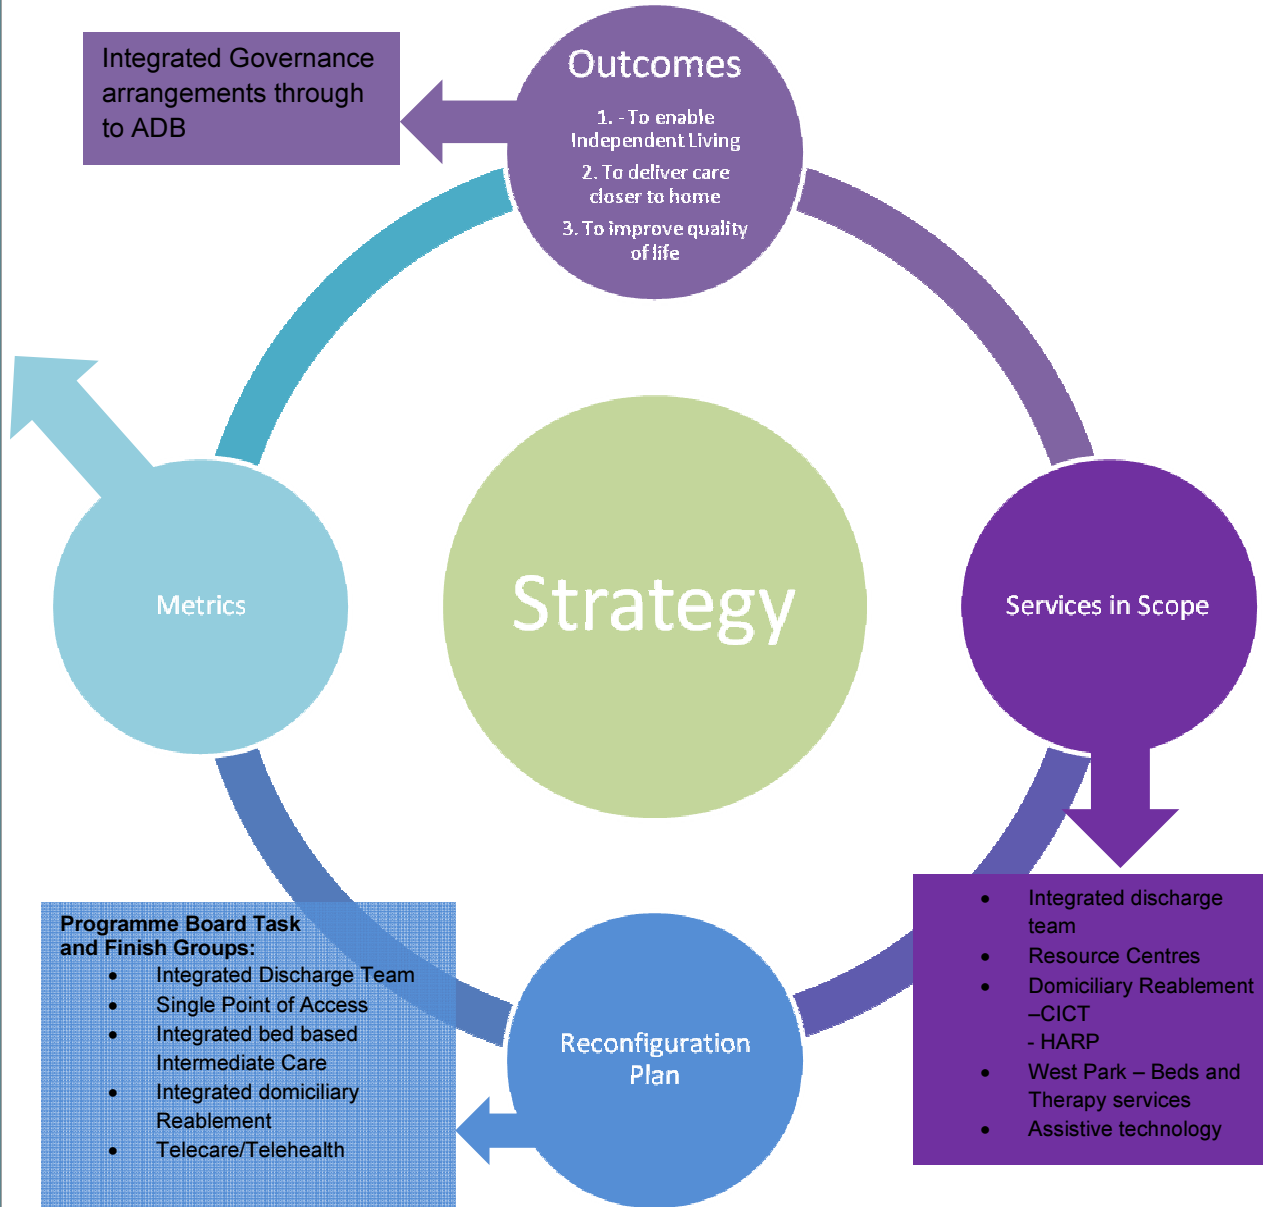 Integrated Governance
arrangements through
to ADB
Outcomes
1. - To enable
Independent Living
2. To deliver care
closer to home
3. To improve quality
of life
Metrics
Strategy
Services in Scope
Programme Board Task
and Finish Groups:
• Integrated Discharge Team
• Single Point of Access
• Integrated bed based
Intermediate Care
• Integrated domiciliary
Reablement
• Telecare/Telehealth
Reconfiguration
Plan
• Integrated discharge
team
• Resource Centres
• Domiciliary Reablement
–CICT
- HARP
• West Park – Beds and
Therapy services
• Assistive technology